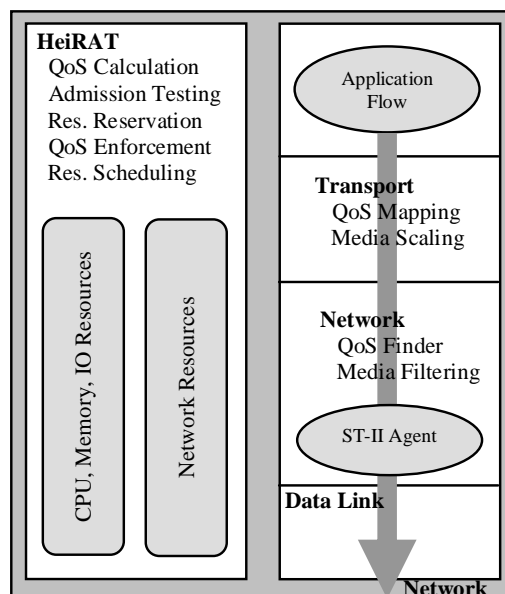 HeiRAT
QoS Calculation
Admission Testing
Res. Reservation
QoS Enforcement
Res. Scheduling
CPU, Memory, IO Resources
Network Resources
Application
Flow
Transport
QoS Mapping
Media Scaling
Network
QoS Finder
Media Filtering
ST-II Agent
Data Link
Network